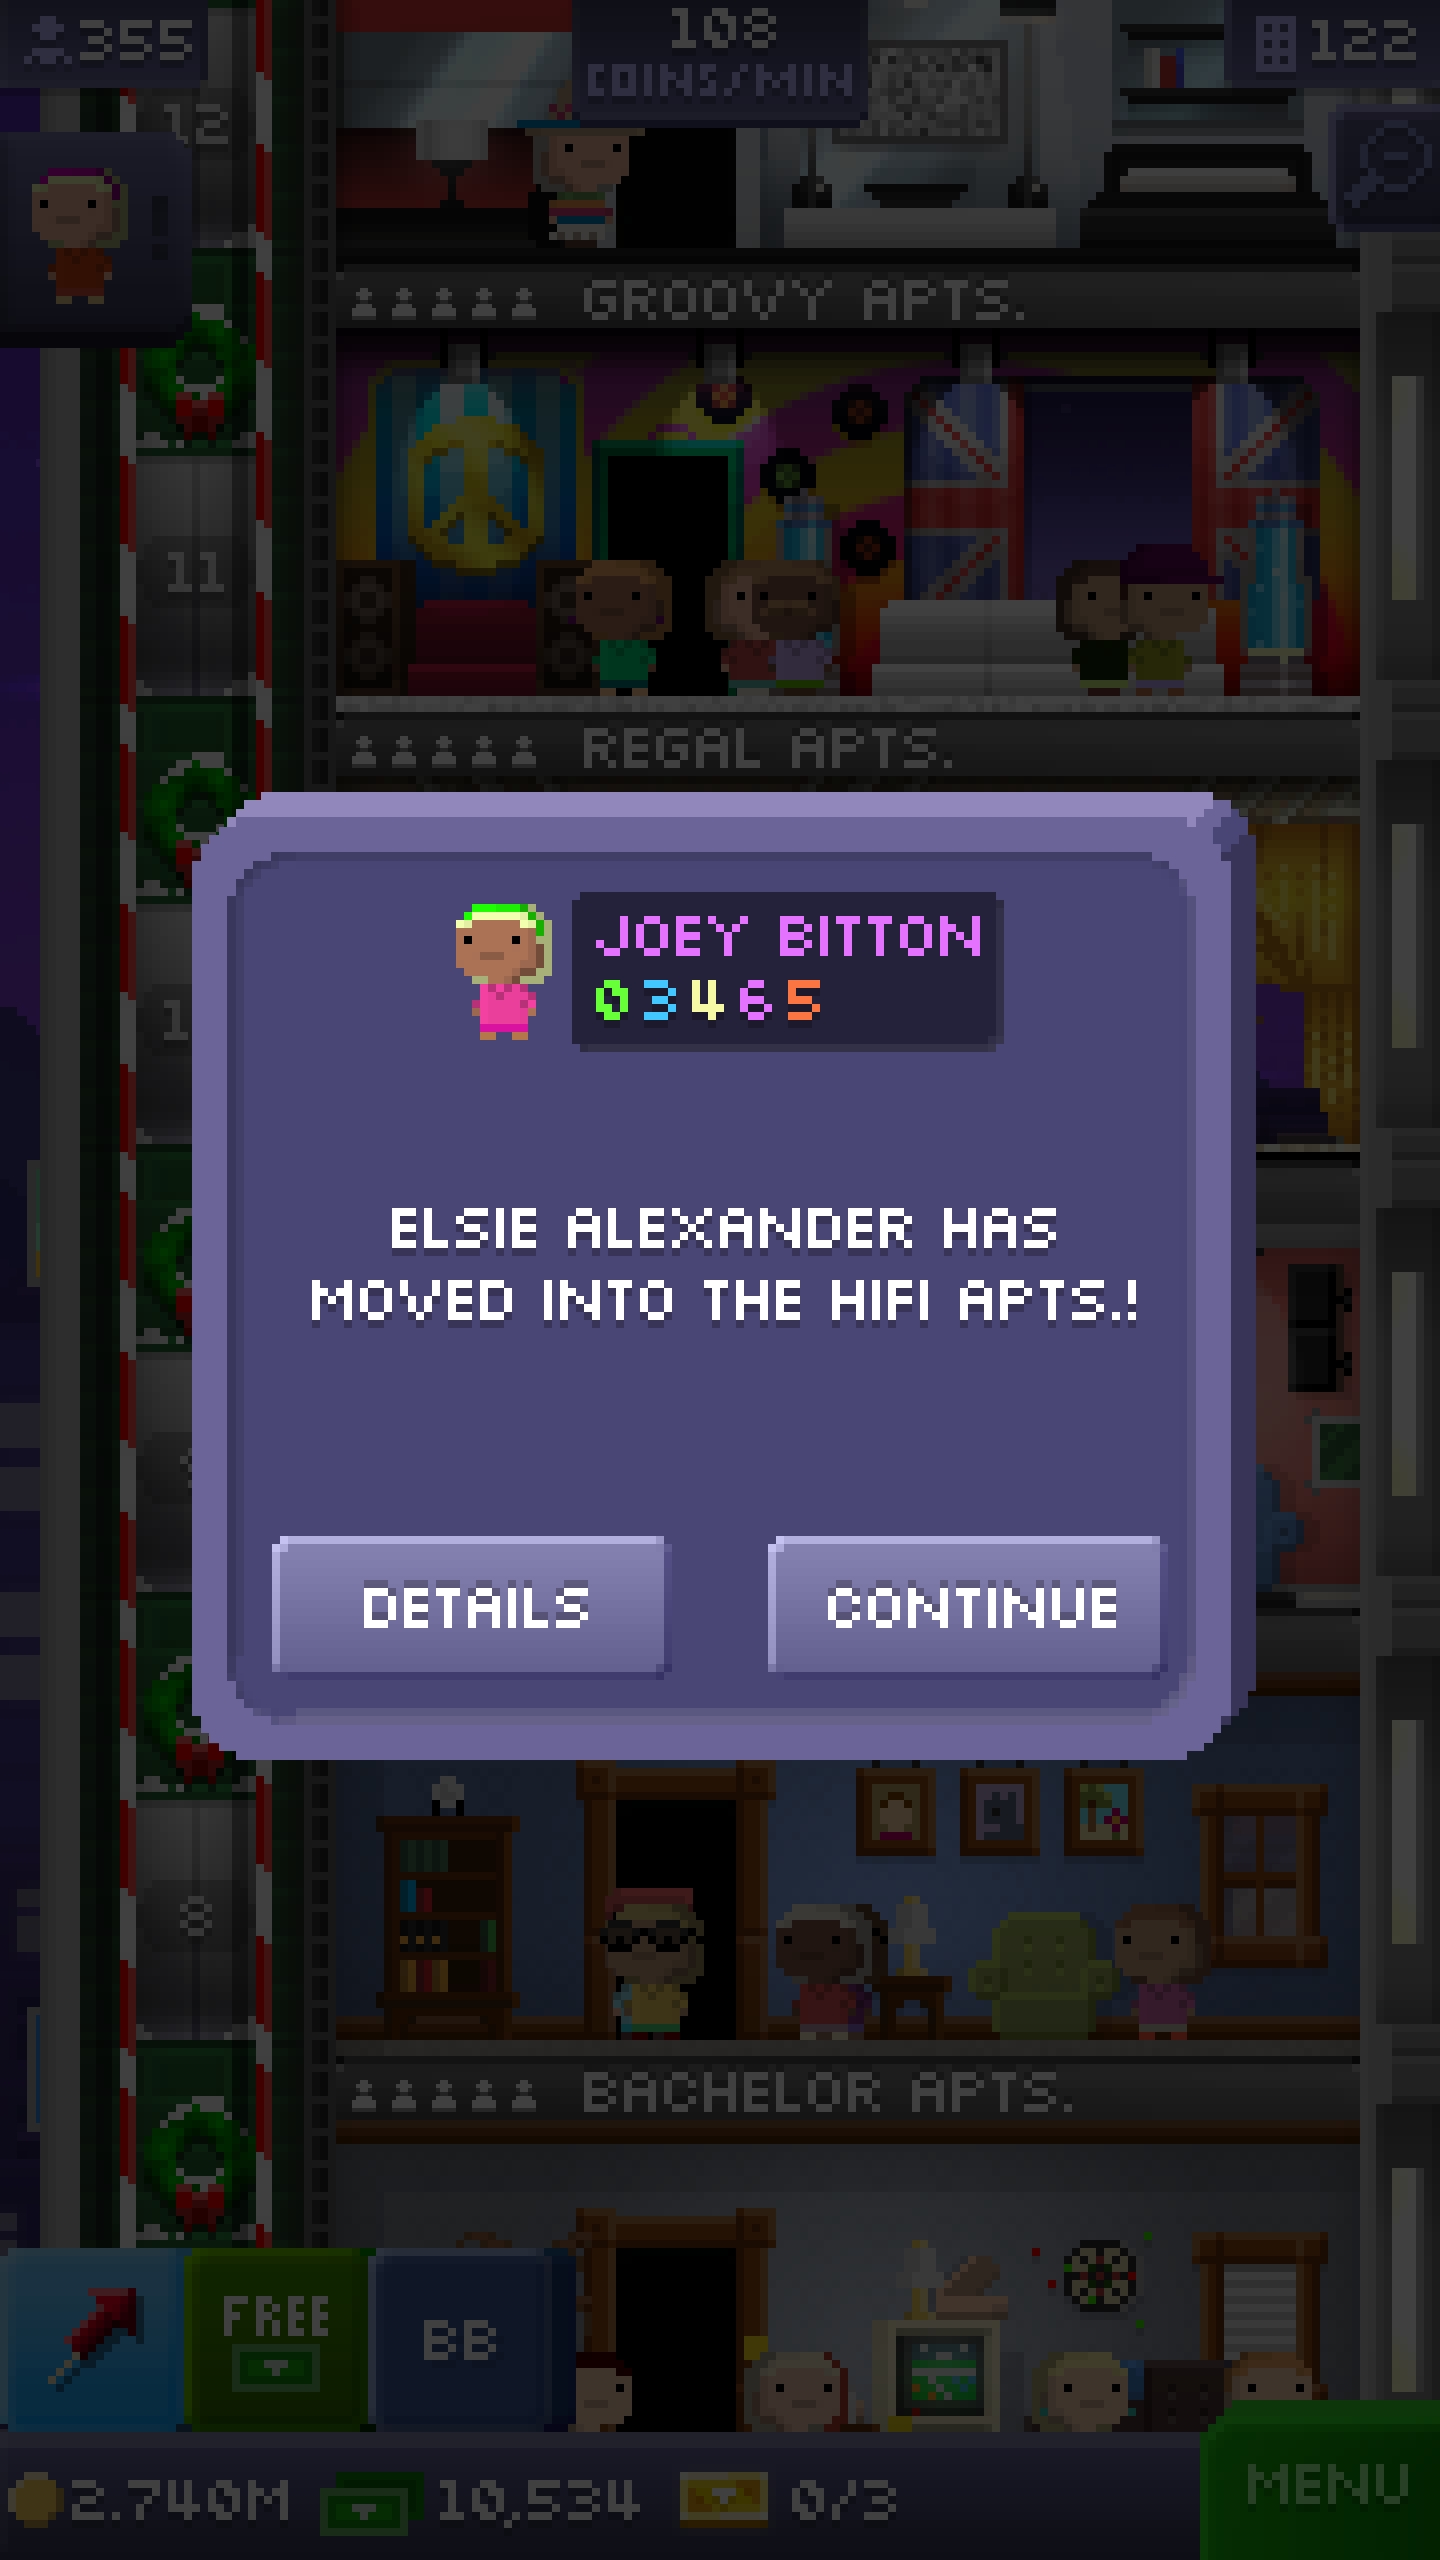 355
108
COINS/MIN
122
12
GROOVY APTS.
11
REGAL APTS.
JOEY BITTON
03465
ELSIE ALEXANDER HAS
MOVED INTO THE HIFI APTS.!
DETAILS
CONTINUE
8
BACHELOR APTS.
FREE
BB
2.740M
10,534
0/3
MENU